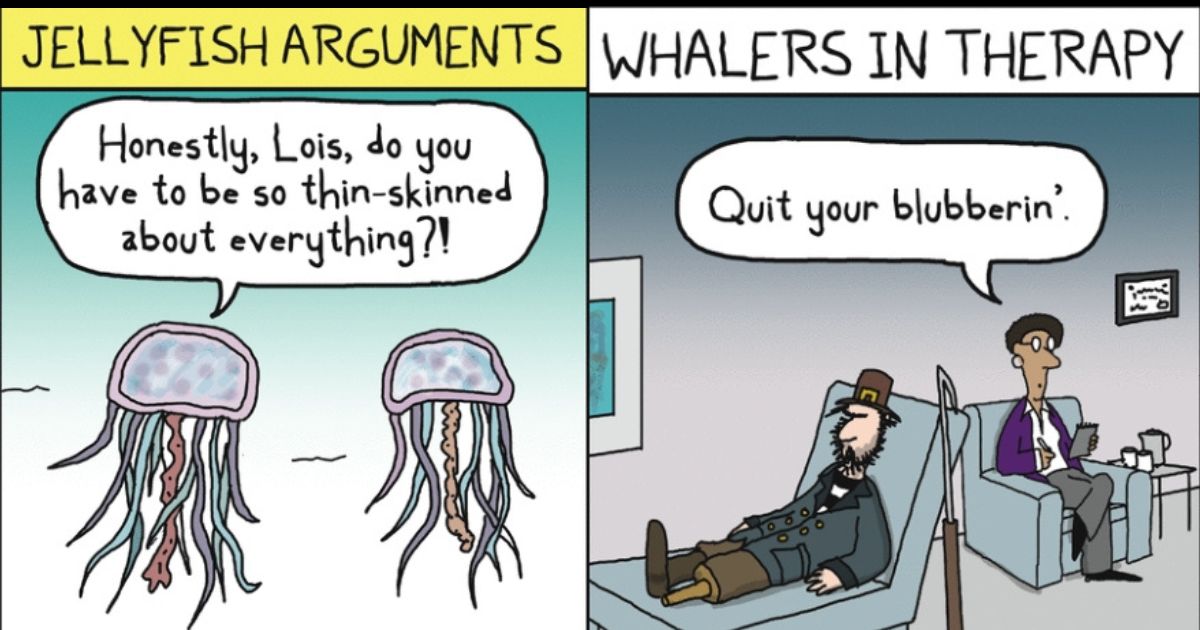 JELLYFISH ARGUMENTS
Honestly, Lois, do you
have to be so thin-skinned
about everything?!
WHALERS IN THERAPY
Quit your blubberin'.